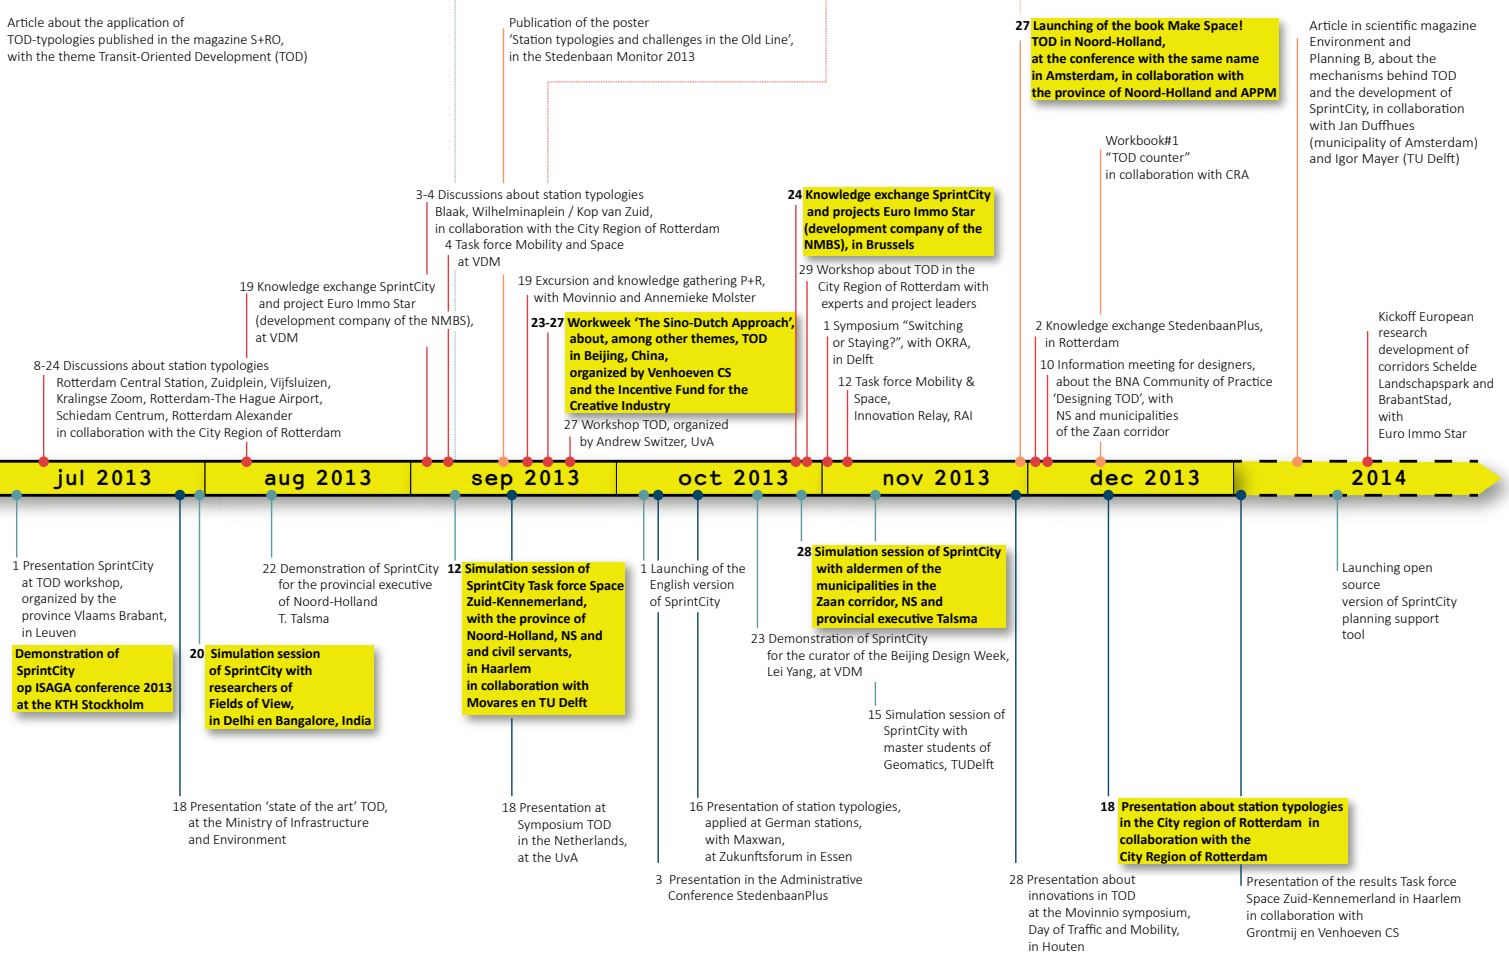 Article about the application of
TOD-typologies published in the magazine S+RO,
with the theme Transit-Oriented Development (TOD)
Publication of the poster
‘Station typologies and challenges in the Old Line’,
in the Stedenbaan Monitor 2013
27 Launching of the book Make Space!
TOD in Noord-Holland,
at the conference with the same name
in Amsterdam, in collaboration with
the province of Noord-Holland and APPM
Article in scientific magazine
Environment and
Planning B, about the
mechanisms behind TOD
and the development of
SprintCity, in collaboration
with Jan Duffhues
(municipality of Amsterdam)
and Igor Mayer (TU Delft)
Workbook#1
“TOD counter”
in collaboration with CRA
3-4 Discussions about station typologies
Blaak, Wilhelminaplein / Kop van Zuid,
in collaboration with the City Region of Rotterdam
4 Task force Mobility and Space
at VDM
24 Knowledge exchange SprintCity
and projects Euro Immo Star
(development company of the
NMBS), in Brussels
29 Workshop about TOD in the
City Region of Rotterdam with
experts and project leaders
19 Knowledge exchange SprintCity
and project Euro Immo Star
(development company of the NMBS),
at VDM
19 Excursion and knowledge gathering P+R,
with Movinnio and Annemieke Molster
23-27 Workweek ‘The Sino-Dutch Approach’,
about, among other themes, TOD
in Beijing, China,
organized by Venhoeven CS
and the Incentive Fund for the
Creative Industry
27 Workshop TOD, organized
by Andrew Switzer, UvA
1 Symposium “Switching
or Staying?”, with OKRA,
in Delft
12 Task force Mobility &
Space,
Innovation Relay, RAI
2 Knowledge exchange StedenbaanPlus,
in Rotterdam
10 Information meeting for designers,
about the BNA Community of Practice
‘Designing TOD’, with
NS and municipalities
of the Zaan corridor
Kickoff European
research
development of
corridors Schelde
Landschapspark and
BrabantStad,
with
Euro Immo Star
8-24 Discussions about station typologies
Rotterdam Central Station, Zuidplein, Vijfsluizen,
Kralingse Zoom, Rotterdam-The Hague Airport,
Schiedam Centrum, Rotterdam Alexander
in collaboration with the City Region of Rotterdam
jul 2013
aug 2013
sep 2013
oct 2013
nov 2013
dec 2013
2014
1 Presentation SprintCity
at TOD workshop,
organized by the
province Vlaams Brabant,
in Leuven
Demonstration of
SprintCity
op ISAGA conference 2013
at the KTH Stockholm
20 Simulation session
of SprintCity with
researchers of
Fields of View,
in Delhi en Bangalore, India
22 Demonstration of SprintCity
for the provincial executive
of Noord-Holland
T. Talsma
12 Simulation session of
SprintCity Task force Space
Zuid-Kennemerland,
with the province of
Noord-Holland, NS and
and civil servants,
in Haarlem
in collaboration with
Movares en TU Delft
1 Launching of the
English version
of SprintCity
28 Simulation session of SprintCity
with aldermen of the
municipalities in the
Zaan corridor, NS and
provincial executive Talsma
23 Demonstration of SprintCity
for the curator of the Beijing Design Week,
Lei Yang, at VDM
15 Simulation session of
SprintCity with
master students of
Geomatics, TUDelft
Launching open
source
version of SprintCity
planning support
tool
18 Presentation ‘state of the art’ TOD,
at the Ministry of Infrastructure
and Environment
18 Presentation at
Symposium TOD
in the Netherlands,
at the UvA
16 Presentation of station typologies,
applied at German stations,
with Maxwan,
at Zukunftsforum in Essen
3 Presentation in the Administrative
Conference StedenbaanPlus
18 Presentation about station typologies
in the City region of Rotterdam in
collaboration with the
City Region of Rotterdam
28 Presentation about
innovations in TOD
at the Movinnio symposium,
Day of Traffic and Mobility,
in Houten
Presentation of the results Task force
Space Zuid-Kennemerland in Haarlem
in collaboration with
Grontmij en Venhoeven CS